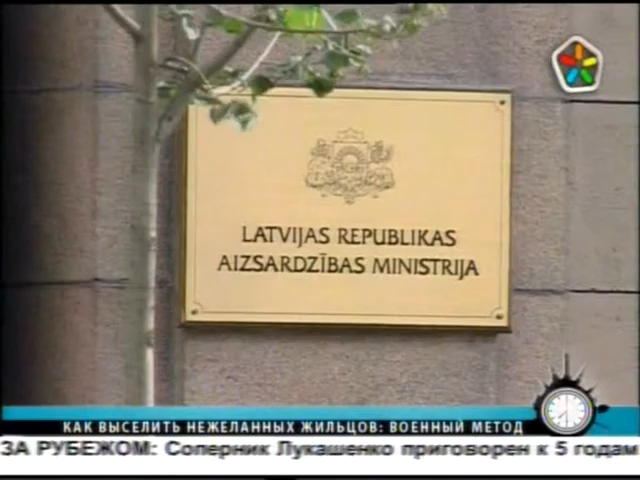 LATVIJAS REPUBLIKAS
AIZSARDZĪBAS MINISTRIJA
КАК ВЫСЕЛИТЬ НЕЖЕЛАННЫХ ЖИЛЬЦОВ: ВОЕННЫЙ МЕТОД
ЗА РУБЕЖОМ: Соперник Лукашенко приговорен к 5 годам